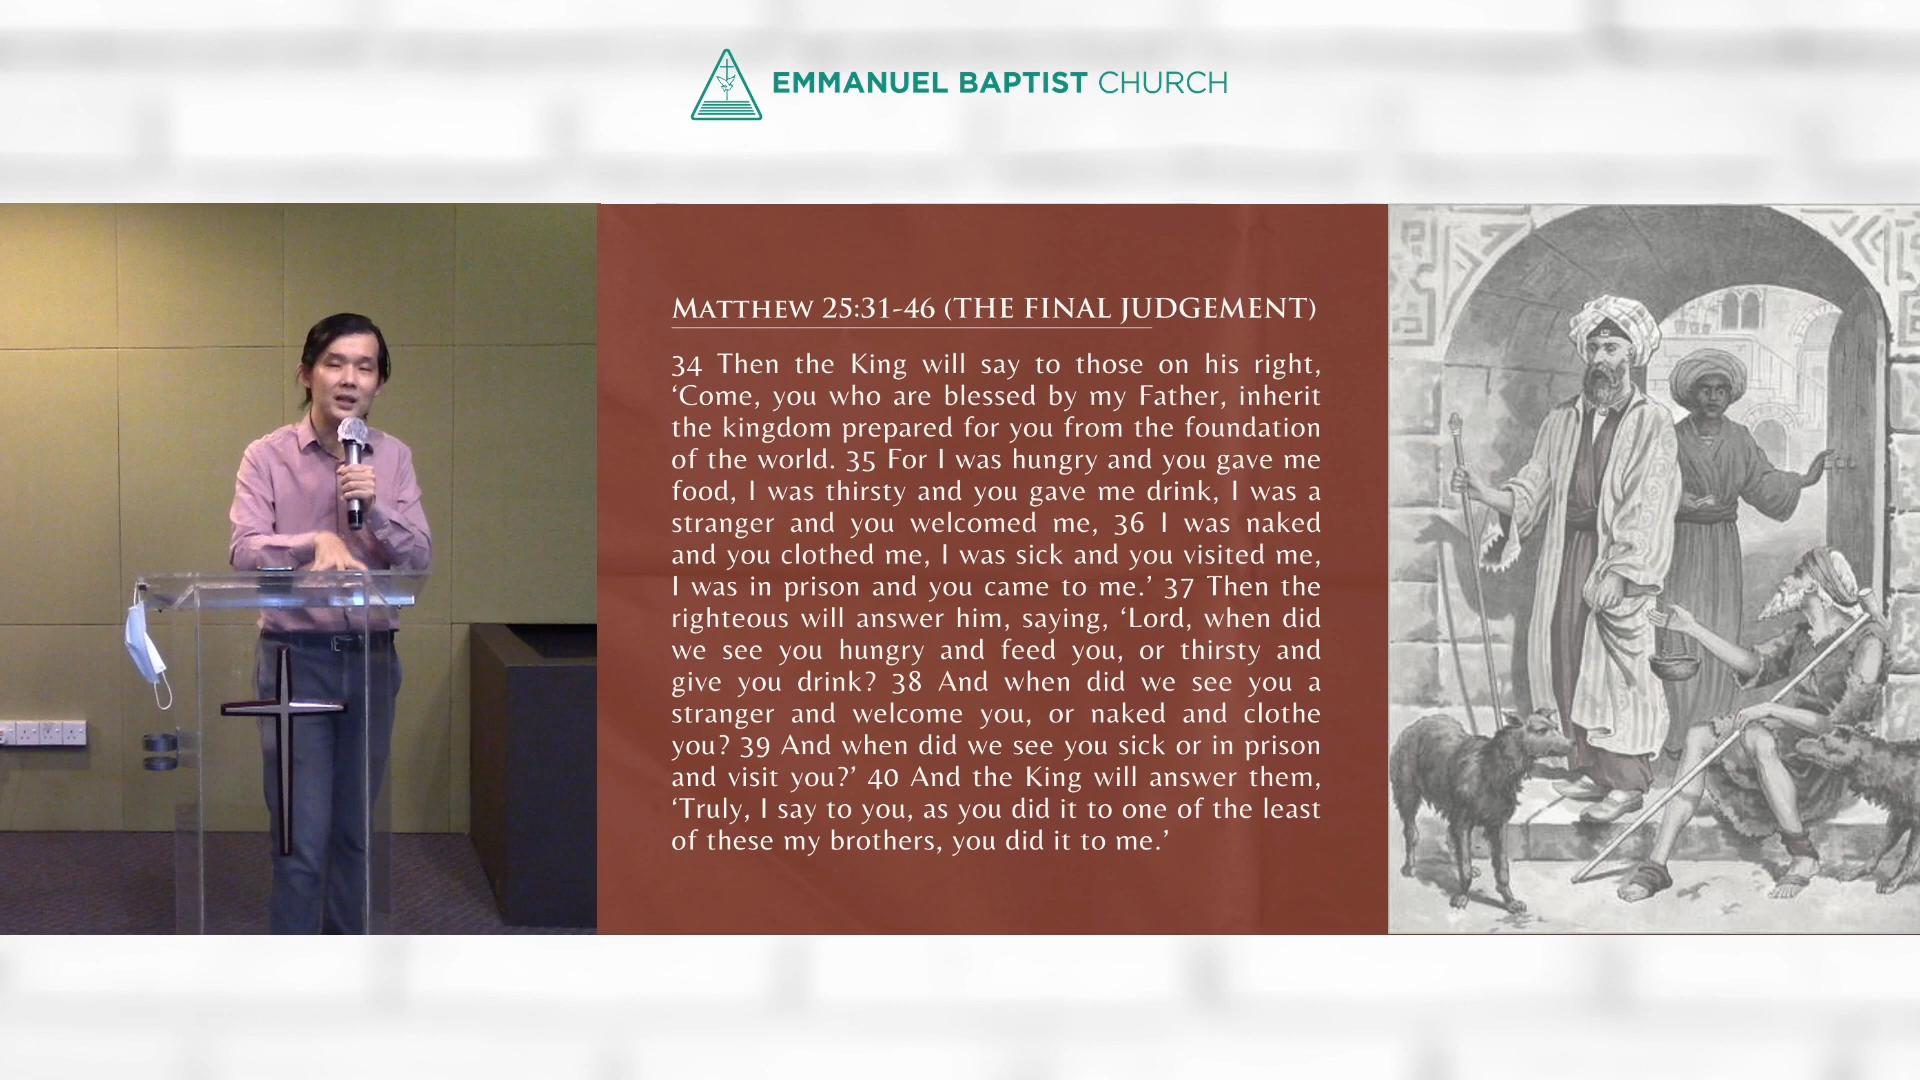 EMMANUEL BAPTIST CHURCH
MATTHEW 25:31-46 (THE FINAL JUDGEMENT)
34 Then the King will say to those on his right,
‘Come, you who are blessed by my Father, inherit
the kingdom prepared for you from the foundation
of the world. 35 For I was hungry and you gave me
food, I was thirsty and you gave me drink, I was a
stranger and you welcomed me, 36 I was naked
and you clothed me, I was sick and you visited me,
I was in prison and you came to me.’ 37 Then the
righteous will answer him, saying, ‘Lord, when did
we see you hungry and feed you, or thirsty and
give you drink? 38 And when did we see you a
stranger and welcome you, or naked and clothe
you? 39 And when did we see you sick or in prison
and visit you?’ 40 And the King will answer them,
‘Truly, I say to you, as you did it to one of the least
of these my brothers, you did it to me.’